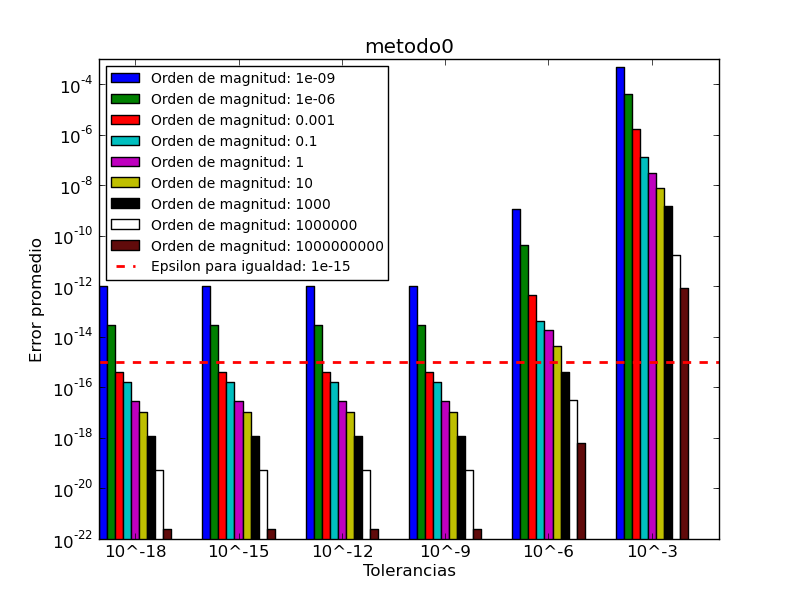 metodo0
Orden de magnitud: 1e-09
Orden de magnitud: 1e-06
Orden de magnitud: 0.001
Orden de magnitud: 0.1
Orden de magnitud: 1
Orden de magnitud: 10
Orden de magnitud: 1000
Orden de magnitud: 1000000
Orden de magnitud: 1000000000
Epsilon para igualdad: 1e-15
Error promedio
10^-4
10^-6
10^-8
10^-10
10^-12
10^-14
10^-16
10^-18
10^-20
10^-22
10^-18 10^-15 10^-12 10^-9 10^-6 10^-3
Tolerancias